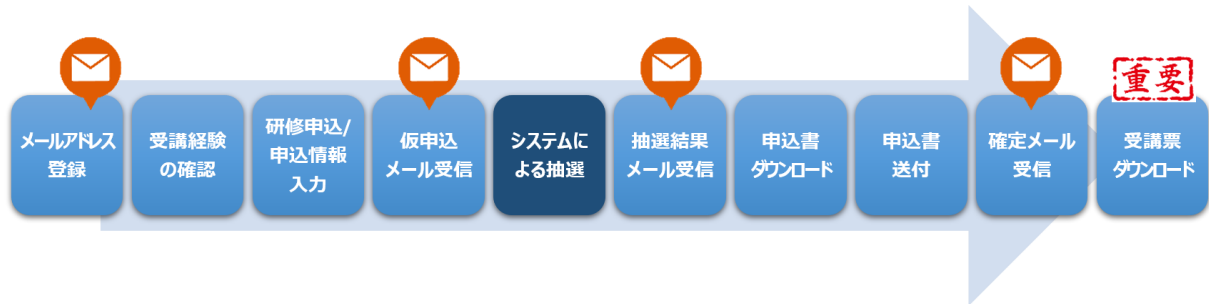 重要
メールアドレス
登録
受講経験
の確認
研修申込/
申込情報
入力
仮申込
メール受信
システムに
よる抽選
抽選結果
メール受信
申込書
ダウンロード
申込書
送付
確定メール
受信
受講票
ダウンロード